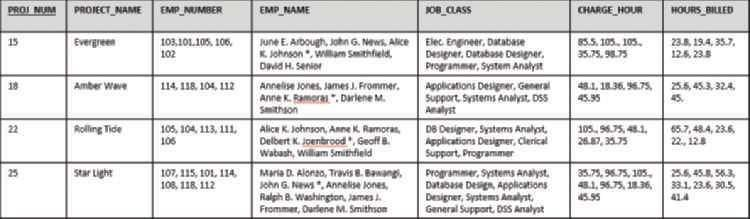 PROJ_NUM PROJECT_NAME EMP_NUMBER EMP_NAME JOB_CLASS CHARGE_HOUR HOURS_BILLED
15 Evergreen 103,101,105, 106, June E. Arbough, John G. News, Alice Elec. Engineer, Database 85.5, 105., 105., 23.8, 19.4, 35.7,
102 K. Johnson *, William Smithfield, Designer, Database Designer, 35.75, 98.75 12.6, 23.8
David H. Senior Programmer, System Analyst
18 Amber Wave 114, 118, 104, 112 Annelise Jones, James J. Frommer, Applications Designer, General 48.1, 18.36, 96.75, 25.6, 45.3, 32.4,
Anne K. Ramoras *, Darlene M. Support, Systems Analyst, DSS 45.95 45.
Smithson Analyst
22 Rolling Tide 105, 104, 113, 111, Alice K. Johnson, Anne K. Ramoras, DB Designer, Systems Analyst, 105., 96.75, 48.1, 65.7, 48.4, 23.6,
106 Delbert K. Joenbrood *, Geoff B. Applications Designer, Clerical 26.87, 35.75 22., 12.8
Wabash, William Smithfield Support, Programmer
25 Star Light 107, 115, 101, 114, Maria D. Alonzo, Travis B. Bawangi, Programmer, Systems Analyst, 35.75, 96.75, 105., 25.6, 45.8, 56.3,
108, 118, 112 John G. News *, Annelise Jones, Database Design, Applications 48.1, 96.75, 18.36, 33.1, 23.6, 30.5,
Ralph B. Washington, James J. Designer, Systems Analyst, 45.95 41.4
Frommer, Darlene M. Smithson General Support, DSS Analyst